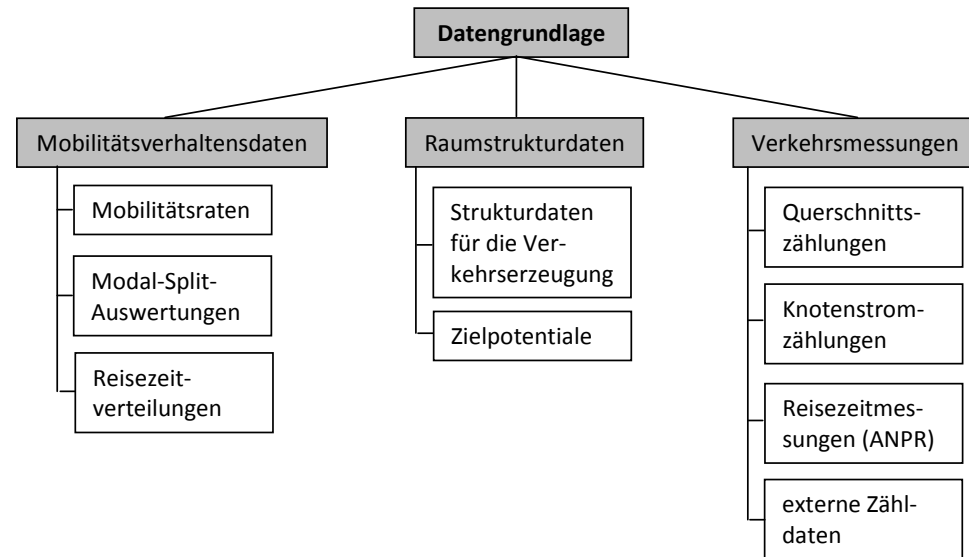 Datengrundlage
Mobilitätsverhaltensdaten
Mobilitätsraten
Modal-Split-
Auswertungen
Reisezeit-
verteilungen
Raumstrukturdaten
Strukturdaten
für die Ver-
kehrserzeugung
Zielpotentiale
Verkehrsmessungen
Querschnitts-
zählungen
Knotenstrom-
zählungen
Reisezeitmes-
sungen (ANPR)
externe Zähl-
daten